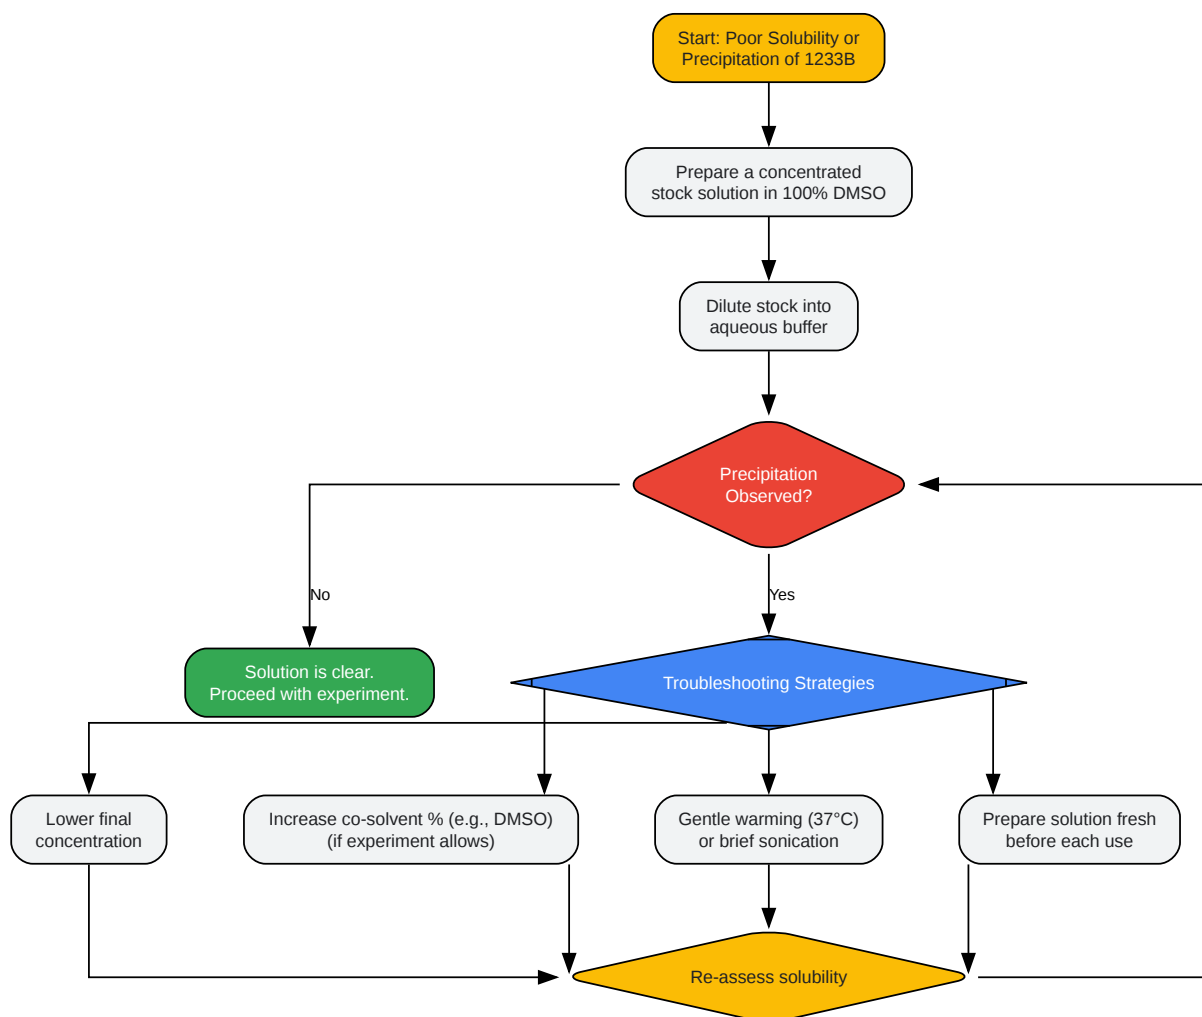 Start: Poor Solubility or
Precipitation of 1233B
Prepare a concentrated
stock solution in 100% DMSO
Dilute stock into
aqueous buffer
Precipitation
Observed?
No
Yes
Solution is clear.
Proceed with experiment.
Troubleshooting Strategies
Lower final
concentration
Increase co-solvent % (e.g., DMSO)
(if experiment allows)
Gentle warming (37°C)
or brief sonication
Prepare solution fresh
before each use
Re-assess solubility